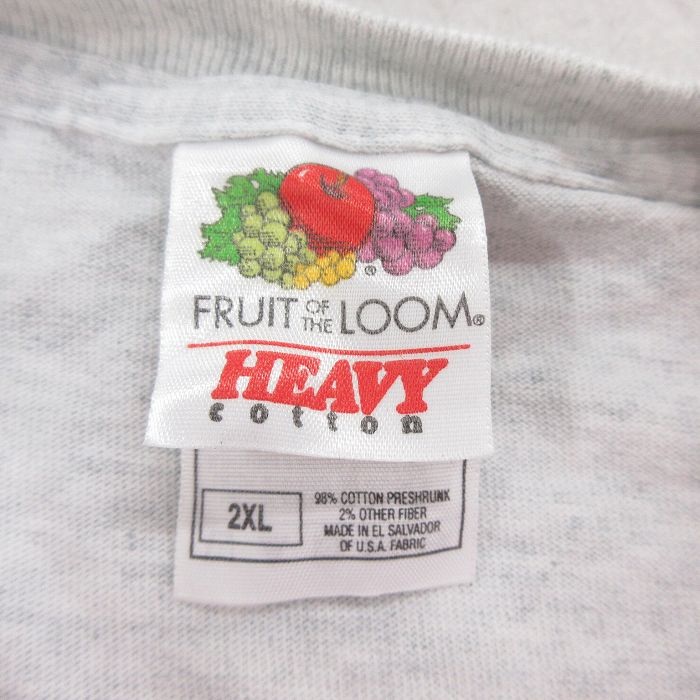 ®
FRUIT OF THE LOOM®
HEAVY
cotton
2XL
98% COTTON PRESHRUNK
2% OTHER FIBER
MADE IN EL SALVADOR
OF U.S.A. FABRIC